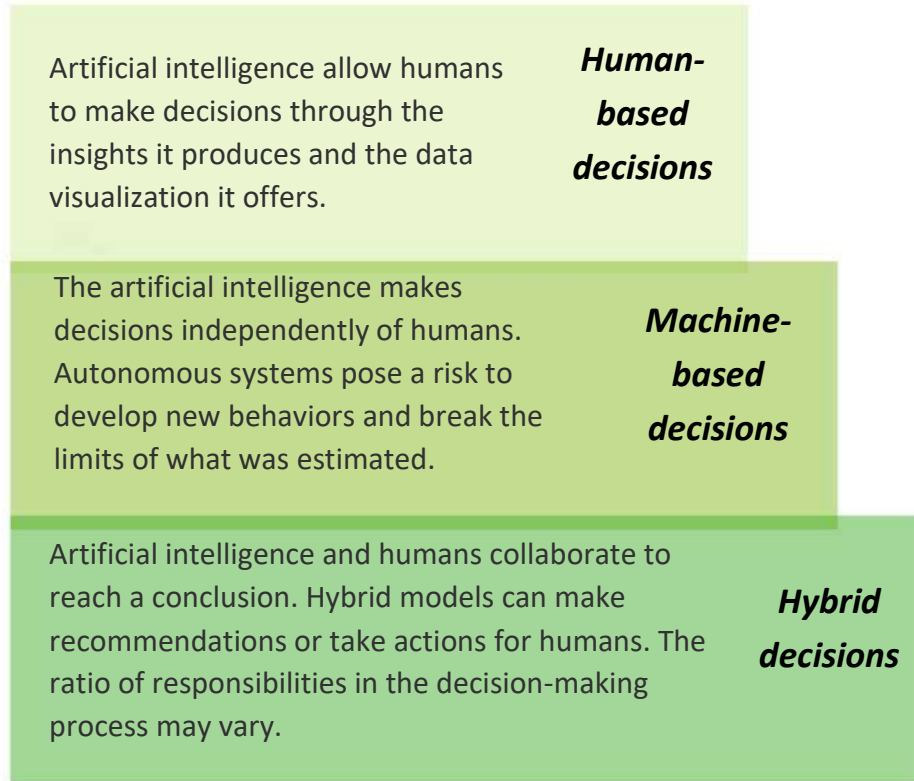 Artificial intelligence allow humans
to make decisions through the
insights it produces and the data
visualization it offers.
Human-
based
decisions
The artificial intelligence makes
decisions independently of humans.
Autonomous systems pose a risk to
develop new behaviors and break the
limits of what was estimated.
Machine-
based
decisions
Artificial intelligence and humans collaborate to
reach a conclusion. Hybrid models can make
recommendations or take actions for humans. The
ratio of responsibilities in the decision-making
process may vary.
Hybrid
decisions